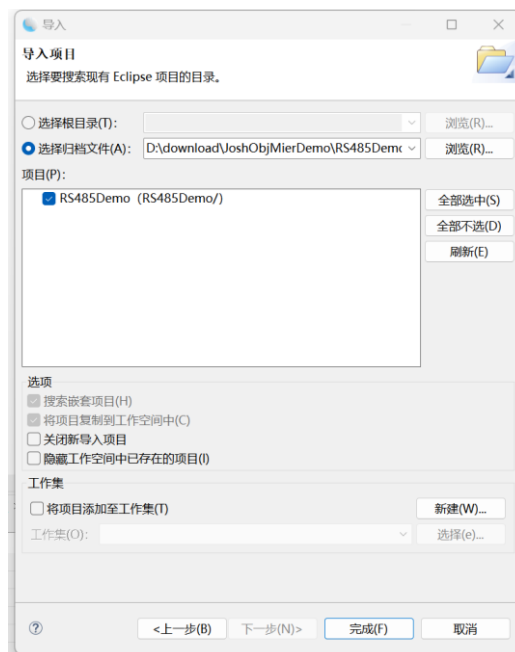 导入
导入项目
选择要搜索现有 Eclipse 项目的目录。
选择根目录(T): 浏览(R)...
选择归档文件(A): D:\download\JoshObjMierDemo\RS485Demc 浏览(R)...
项目(P):
RS485Demo (RS485Demo/) 全部选中(S)
全部不选(D)
刷新(E)
选项
搜索嵌套项目(H)
将项目复制到工作空间中(C)
关闭新导入项目
隐藏工作空间中已存在的项目(I)
工作集
将项目添加至工作集(T) 新建(W)...
工作集(O): 选择(e)...
? <上一步(B) 下一步(N)> 完成(F) 取消